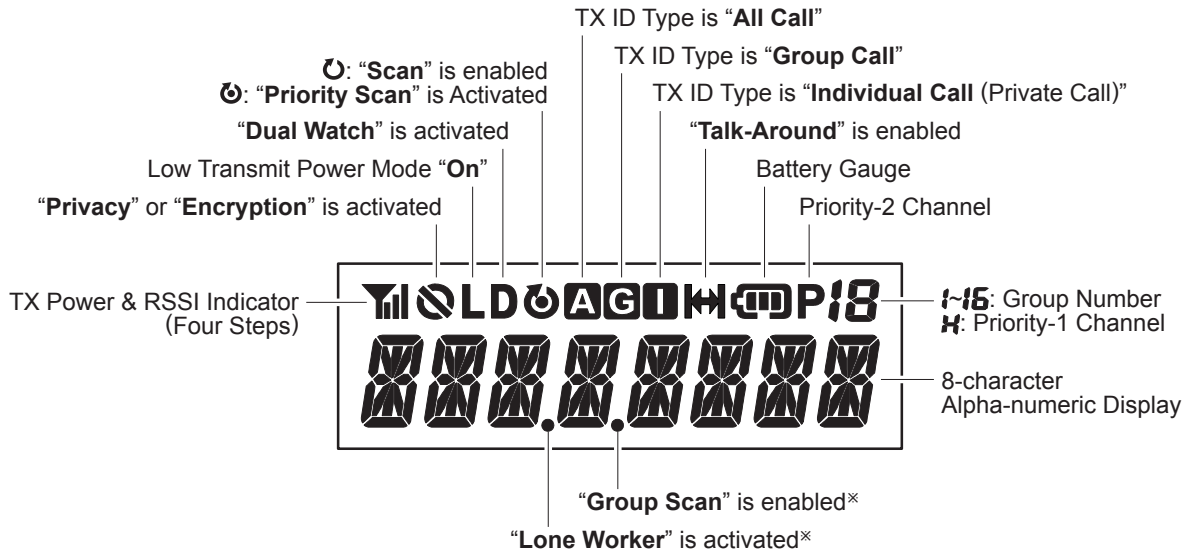 TX ID Type is “All Call”
TX ID Type is “Group Call”
↻: “Scan” is enabled
TX ID Type is “Individual Call (Private Call)”
: “Priority Scan” is Activated
“Dual Watch” is activated
“Talk-Around” is enabled
Low Transmit Power Mode “On”
Battery Gauge
“Privacy” or “Encryption” is activated
Priority-2 Channel
TX Power & RSSI Indicator
(Four Steps)
L D A G I P 18
1~16: Group Number
H: Priority-1 Channel
8-character
Alpha-numeric Display
“Group Scan” is enabled※
“Lone Worker” is activated※